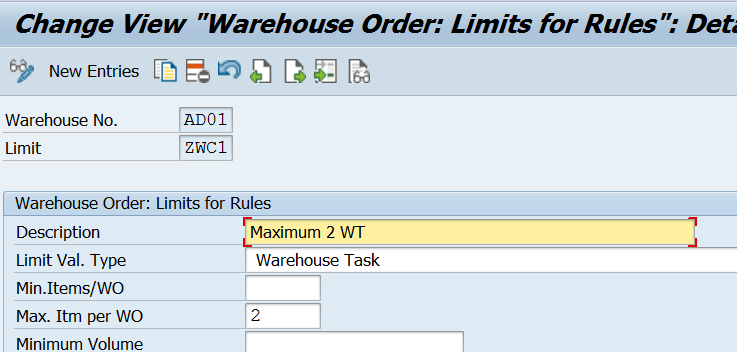 Change View "Warehouse Order: Limits for Rules": Deta
New Entries
Warehouse No. AD01
Limit ZWC1
Warehouse Order: Limits for Rules
Description Maximum 2 WT
Limit Val. Type Warehouse Task
Min.Items/WO
Max. Itm per WO 2
Minimum Volume